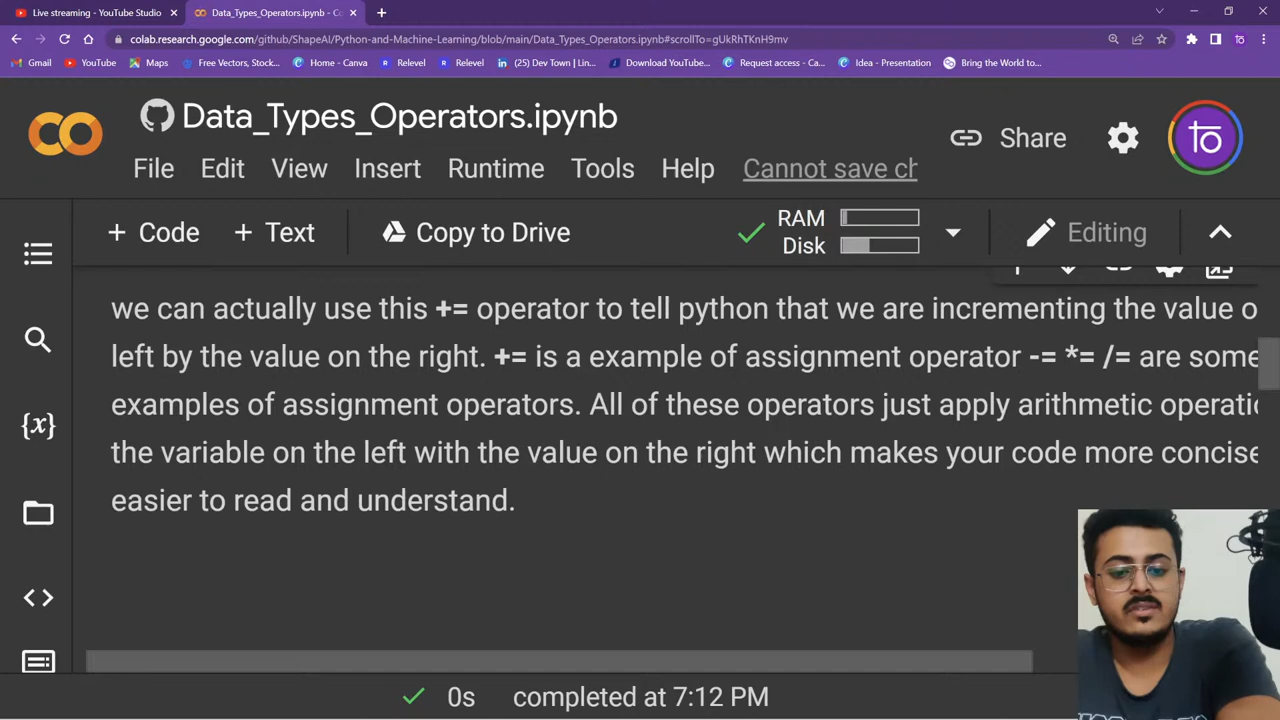 Live streaming - YouTube Studio
Data_Types_Operators.ipynb - Co
colab.research.google.com/github/ShapeAI/Python-and-Machine-Learning/blob/main/Data_Types_Operators.ipynb#scrollTo=gUkRhTKnH9mv
Gmail YouTube Maps Free Vectors, Stock... Home - Canva Relevel Relevel (25) Dev Town | Lin... Download YouTube... Request access - Ca... Idea - Presentation Bring the World to...
Data_Types_Operators.ipynb
Share
File Edit View Insert Runtime Tools Help Cannot save ch
+ Code + Text Copy to Drive
RAM
Disk
Editing
we can actually use this += operator to tell python that we are incrementing the value o
left by the value on the right. += is a example of assignment operator -= *= /= are some
examples of assignment operators. All of these operators just apply arithmetic operatio
the variable on the left with the value on the right which makes your code more concise
easier to read and understand.
0s completed at 7:12 PM